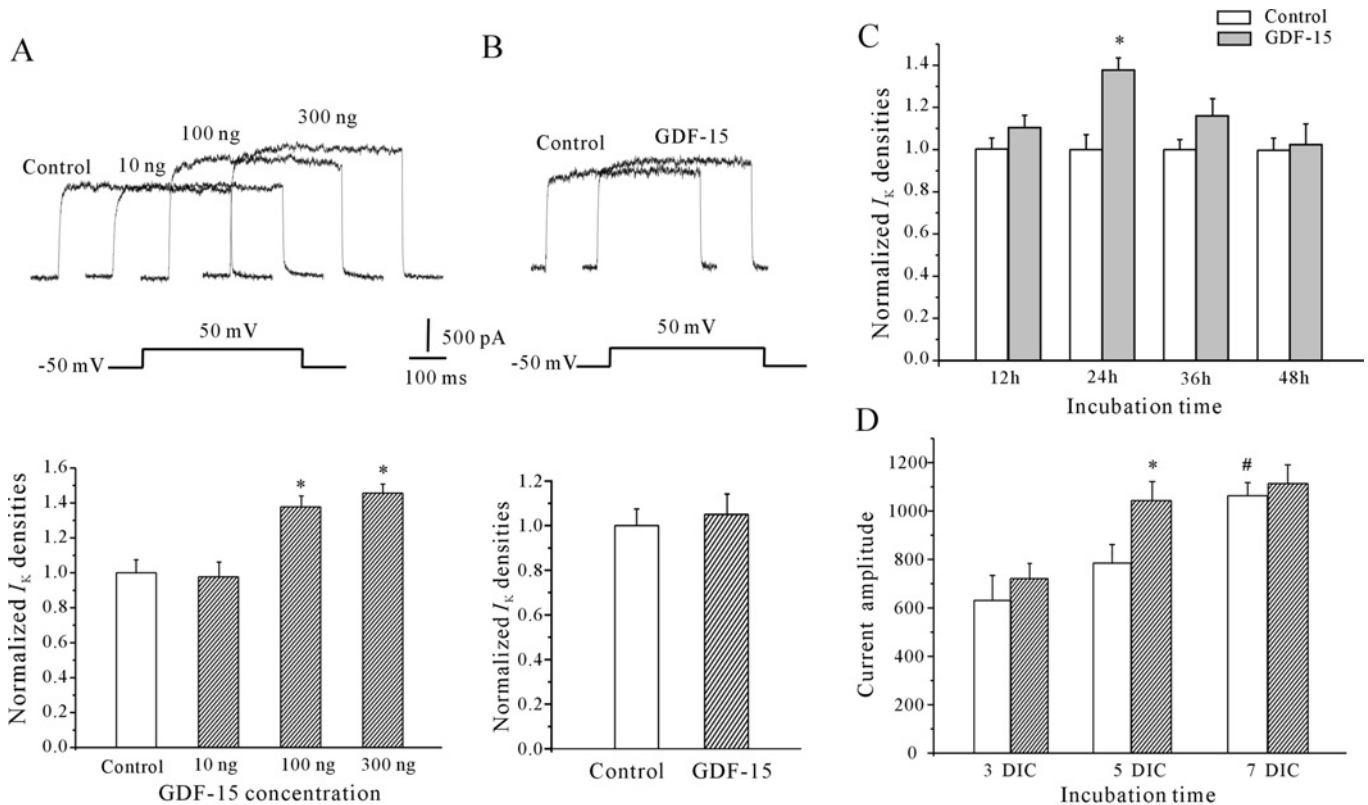 A
Control
10 ng
100 ng
300 ng
50 mV
-50 mV
500 pA
100 ms
Normalized IK densities
1.6
1.4
1.2
1.0
0.8
0.6
0.4
0.2
0.0
*
*
Control 10 ng 100 ng 300 ng
GDF-15 concentration
B
Control
GDF-15
50 mV
-50 mV
Normalized IK densities
1.2
1.0
0.8
0.6
0.4
0.2
0.0
Control GDF-15
C
Control
GDF-15
Normalized IK densities
1.4
1.2
1.0
0.8
0.6
0.4
0.2
0.0
*
12h 24h 36h 48h
Incubation time
D
Current amplitude
1200
1000
800
600
400
200
0
*
#
3 DIC 5 DIC 7 DIC
Incubation time